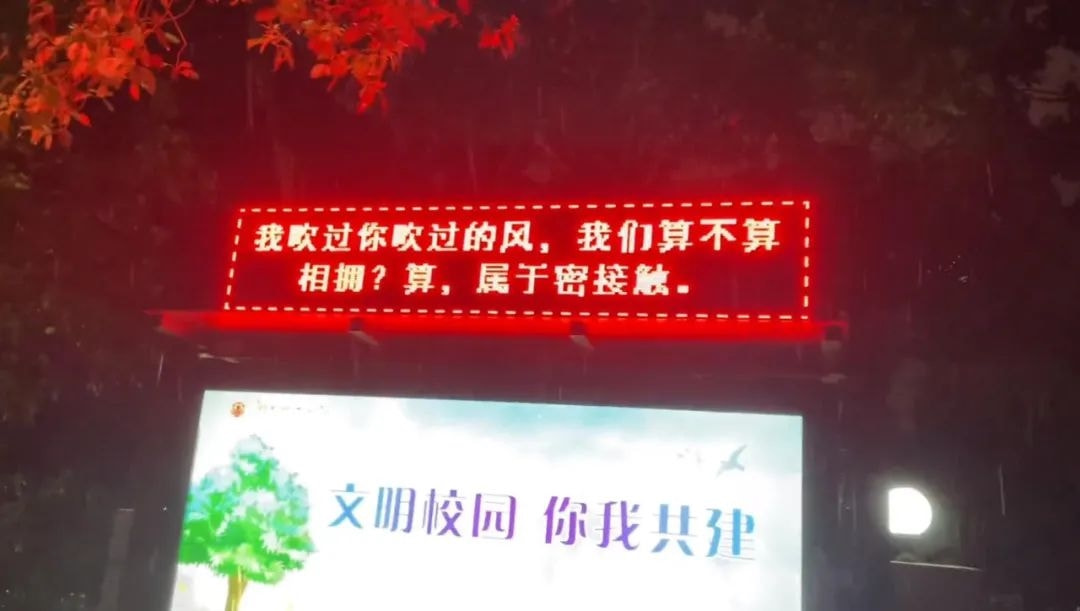 我吹过你吹过的风，我们算不算
相拥？算，属于密接触。
文明校园 你我共建